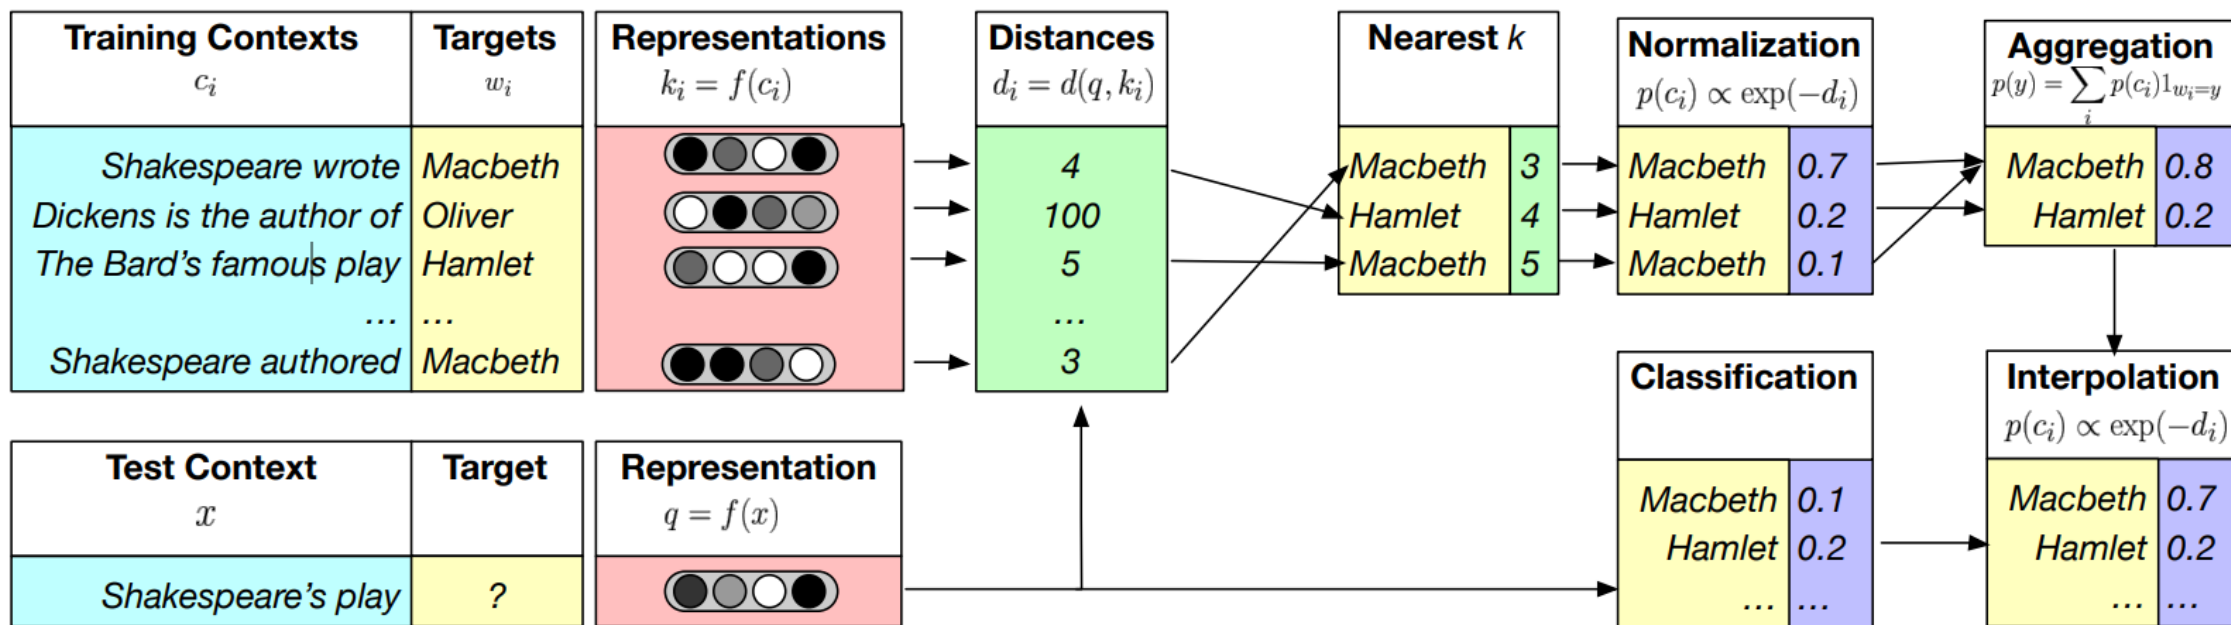 Training Contexts Targets Representations Distances Nearest k Normalization Aggregation
c_i w_i k_i = f(c_i) d_i = d(q, k_i) p(c_i) ∝ exp(−d_i) p(y) = ∑_i p(c_i)1_{w_i=y}
Shakespeare wrote Macbeth 4 Macbeth 3 Macbeth 0.7 Macbeth 0.8
Dickens is the author of Oliver 100 Hamlet 4 Hamlet 0.2 Hamlet 0.2
The Bard's famous play Hamlet 5 Macbeth 5 Macbeth 0.1
... ... ...
Shakespeare authored Macbeth 3
Classification Interpolation
p(c_i) ∝ exp(−d_i)
Test Context Target Representation
x q = f(x)
Macbeth 0.1 Macbeth 0.7
Hamlet 0.2 Hamlet 0.2
Shakespeare's play ? ... ... ... ...